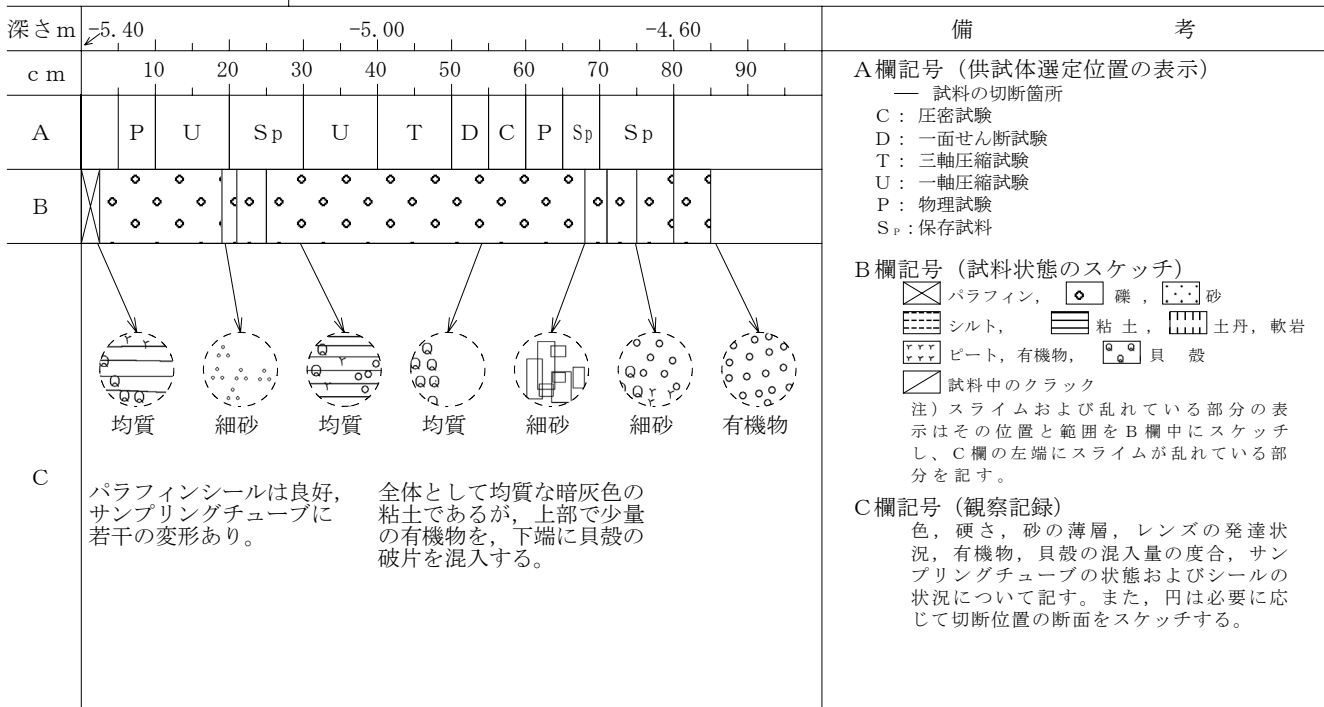 深さm -5.40 -5.00 -4.60 備 考
cm 10 20 30 40 50 60 70 80 90
A P U Sp U T D C P Sp Sp
B
均質 細砂 均質 均質 細砂 細砂 有機物
C
パラフィンシールは良好,
サンプリングチューブに
若干の変形あり。
全体として均質な暗灰色の
粘土であるが, 上部で少量
の有機物を, 下端に貝殻の
破片を混入する。
A欄記号 (供試体選定位置の表示)
― 試料の切断箇所
C : 圧密試験
D : 一面せん断試験
T : 三軸圧縮試験
U : 一軸圧縮試験
P : 物理試験
SP : 保存試料
B欄記号 (試料状態のスケッチ)
パラフィン, 礫 , 砂
シルト, 粘土, 土丹, 軟岩
ピート, 有機物, 貝 殻
試料中のクラック
注) スライムおよび乱れている部分の表
示はその位置と範囲をB欄中にスケッチ
し、C欄の左端にスライムが乱れている部
分を記す。
C欄記号 (観察記録)
色, 硬さ, 砂の薄層, レンズの発達状
況, 有機物, 貝殻の混入量の度合, サン
プリングチューブの状態およびシールの
状況について記す。また, 円は必要に応
じて切断位置の断面をスケッチする。